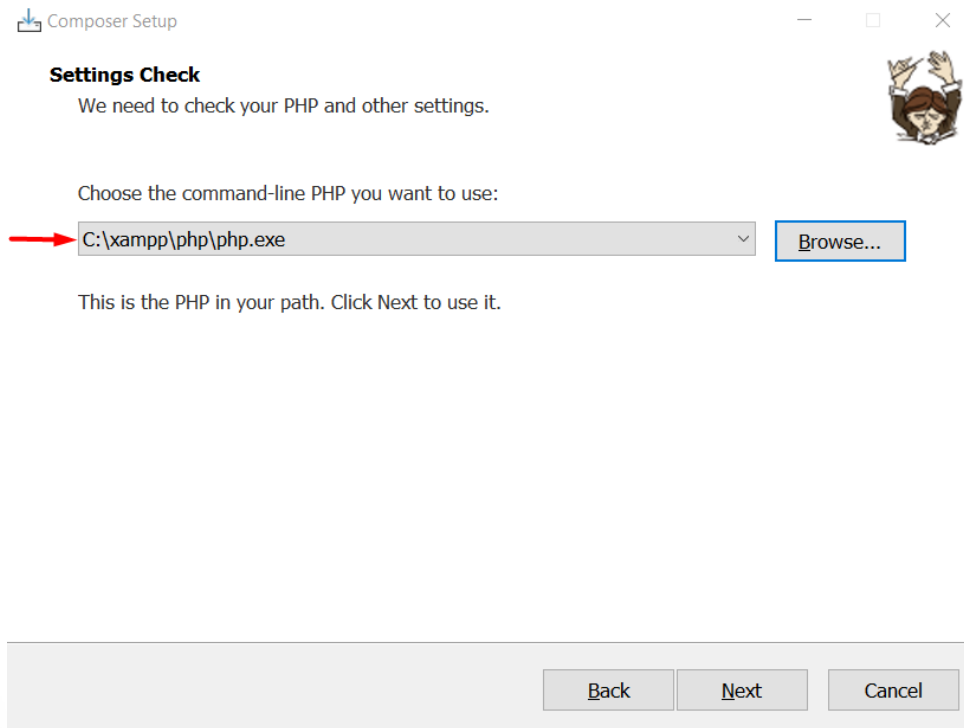 Composer Setup
Settings Check
We need to check your PHP and other settings.
Choose the command-line PHP you want to use:
C:\xampp\php\php.exe
Browse...
This is the PHP in your path. Click Next to use it.
Back
Next
Cancel